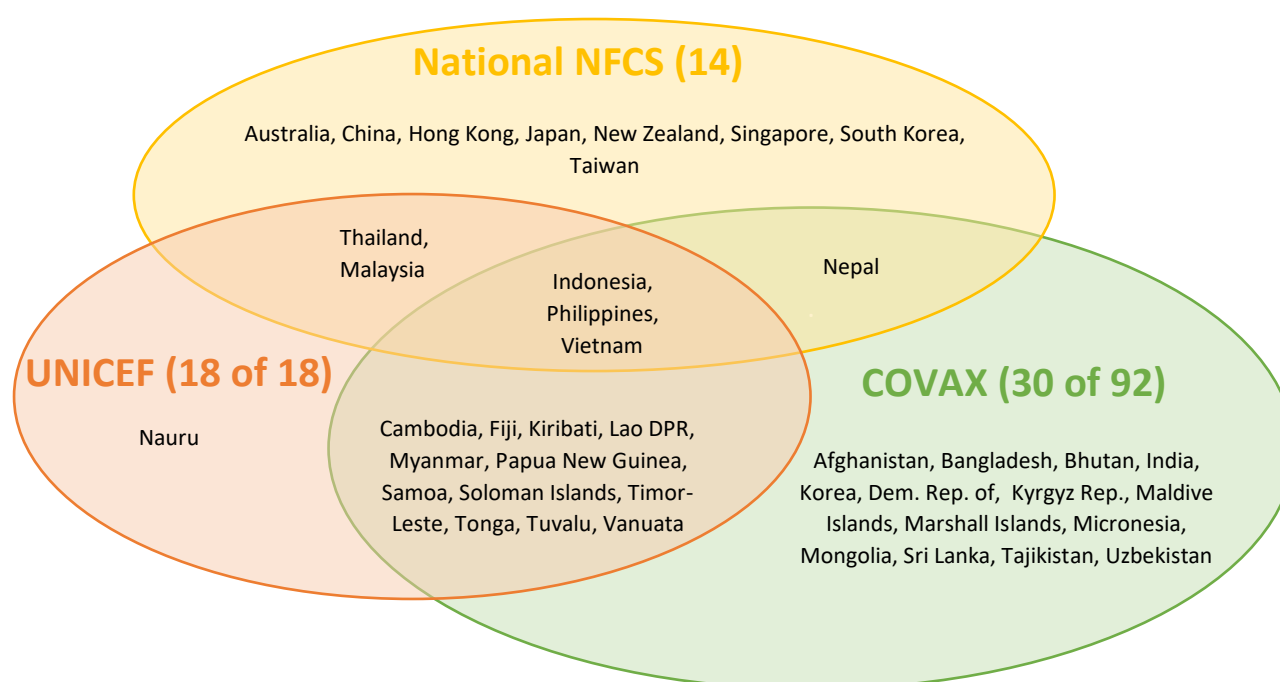 National NFCS (14)
Australia, China, Hong Kong, Japan, New Zealand, Singapore, South Korea,
Taiwan
Thailand,
Malaysia
Nepal
Indonesia,
Philippines,
Vietnam
UNICEF (18 of 18)
COVAX (30 of 92)
Nauru
Cambodia, Fiji, Kiribati, Lao DPR,
Myanmar, Papua New Guinea,
Samoa, Soloman Islands, Timor-
Leste, Tonga, Tuvalu, Vanuata
Afghanistan, Bangladesh, Bhutan, India,
Korea, Dem. Rep. of, Kyrgyz Rep., Maldive
Islands, Marshall Islands, Micronesia,
Mongolia, Sri Lanka, Tajikistan, Uzbekistan